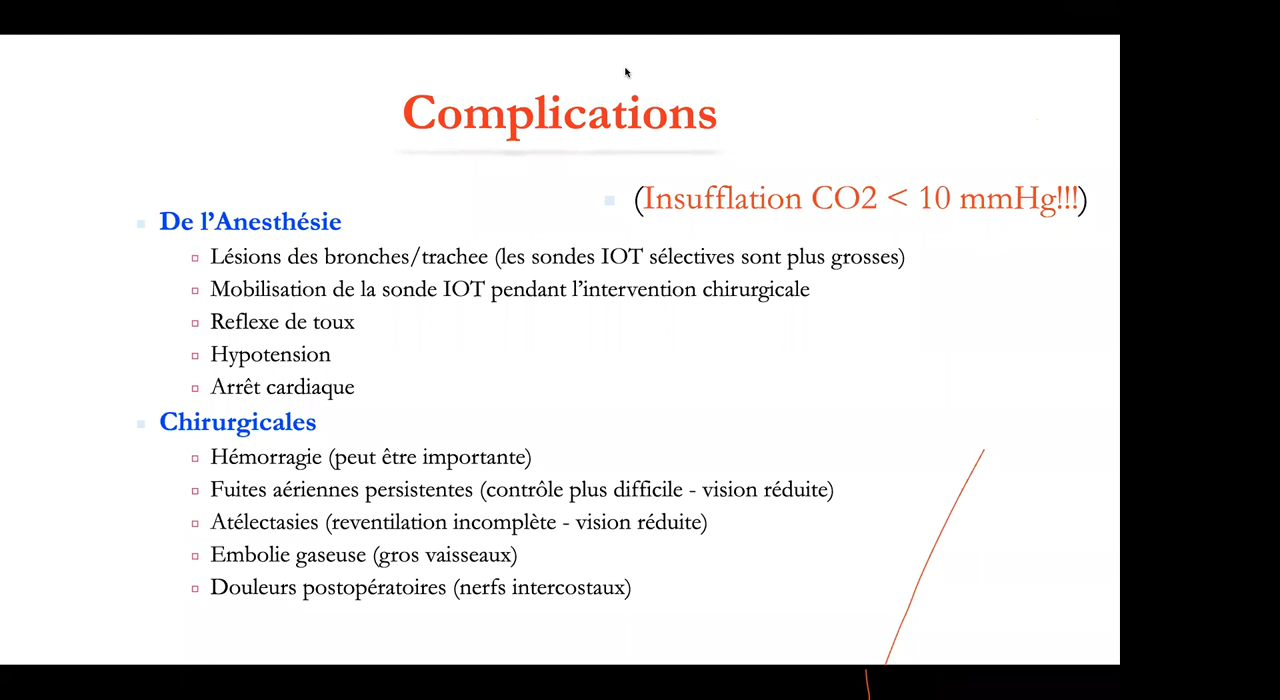 Complications
(Insufflation CO2 < 10 mmHg!!!)
De l’Anesthésie
Lésions des bronches/trachee (les sondes IOT sélectives sont plus grosses)
Mobilisation de la sonde IOT pendant l’intervention chirurgicale
Reflexe de toux
Hypotension
Arrêt cardiaque
Chirurgicales
Hémorragie (peut être importante)
Fuites aériennes persistentes (contrôle plus difficile - vision réduite)
Atélectasies (reventilation incomplète - vision réduite)
Embolie gaseuse (gros vaisseaux)
Douleurs postopératoires (nerfs intercostaux)